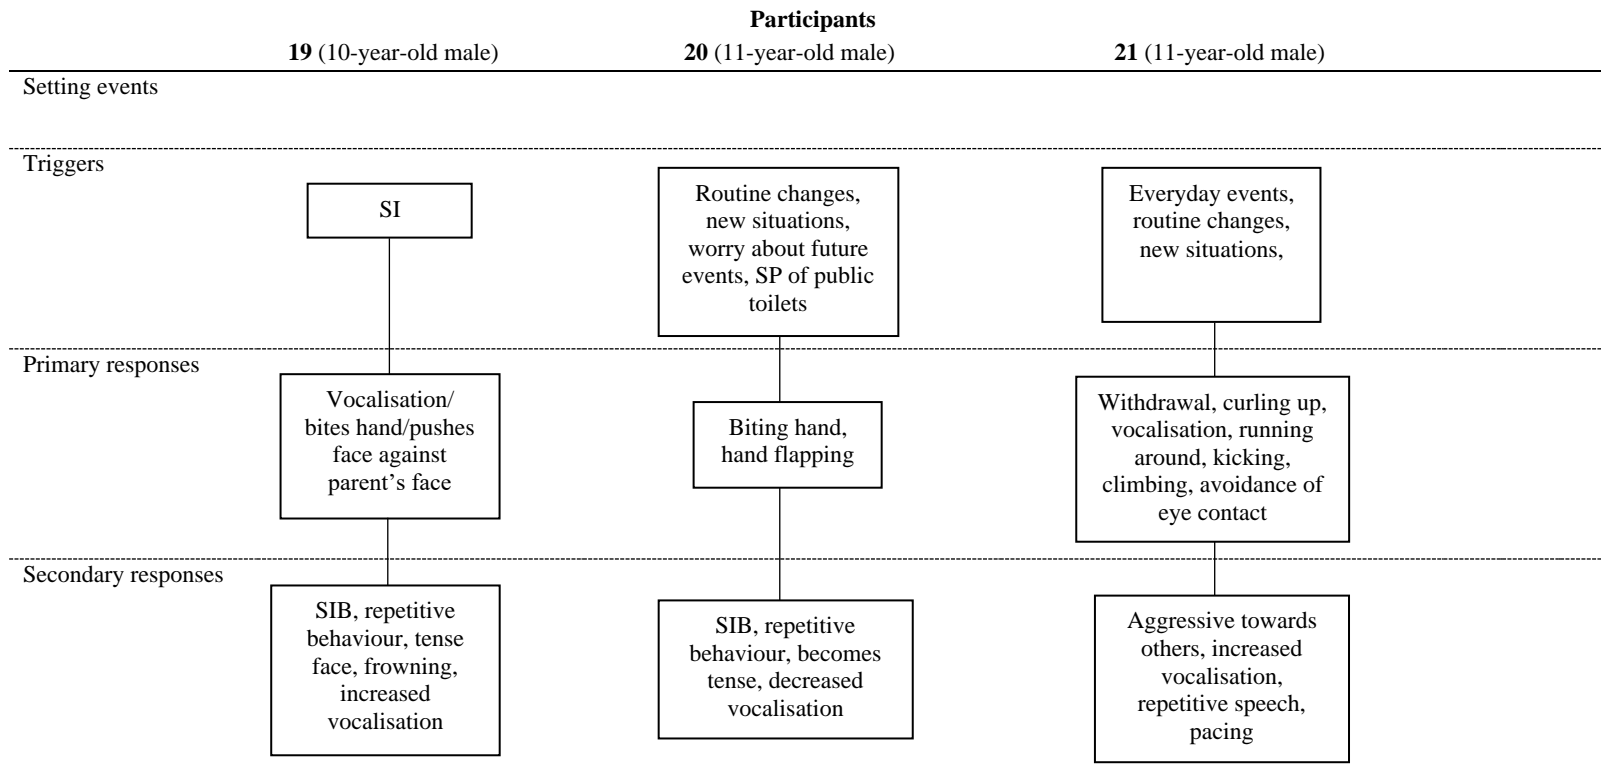 Participants
19 (10-year-old male) 20 (11-year-old male) 21 (11-year-old male)
Setting events
Triggers
SI
Routine changes,
new situations,
worry about future
events, SP of public
toilets
Everyday events,
routine changes,
new situations,
Primary responses
Vocalisation/
bites hand/pushes
face against
parent’s face
Biting hand,
hand flapping
Withdrawal, curling up,
vocalisation, running
around, kicking,
climbing, avoidance of
eye contact
Secondary responses
SIB, repetitive
behaviour, tense
face, frowning,
increased
vocalisation
SIB, repetitive
behaviour, becomes
tense, decreased
vocalisation
Aggressive towards
others, increased
vocalisation,
repetitive speech,
pacing